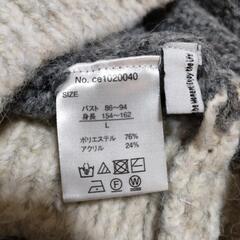 No. ce1020040
SIZE
バスト 86～94
身長 154～162
L
ポリエステル 76%
アクリル 24%